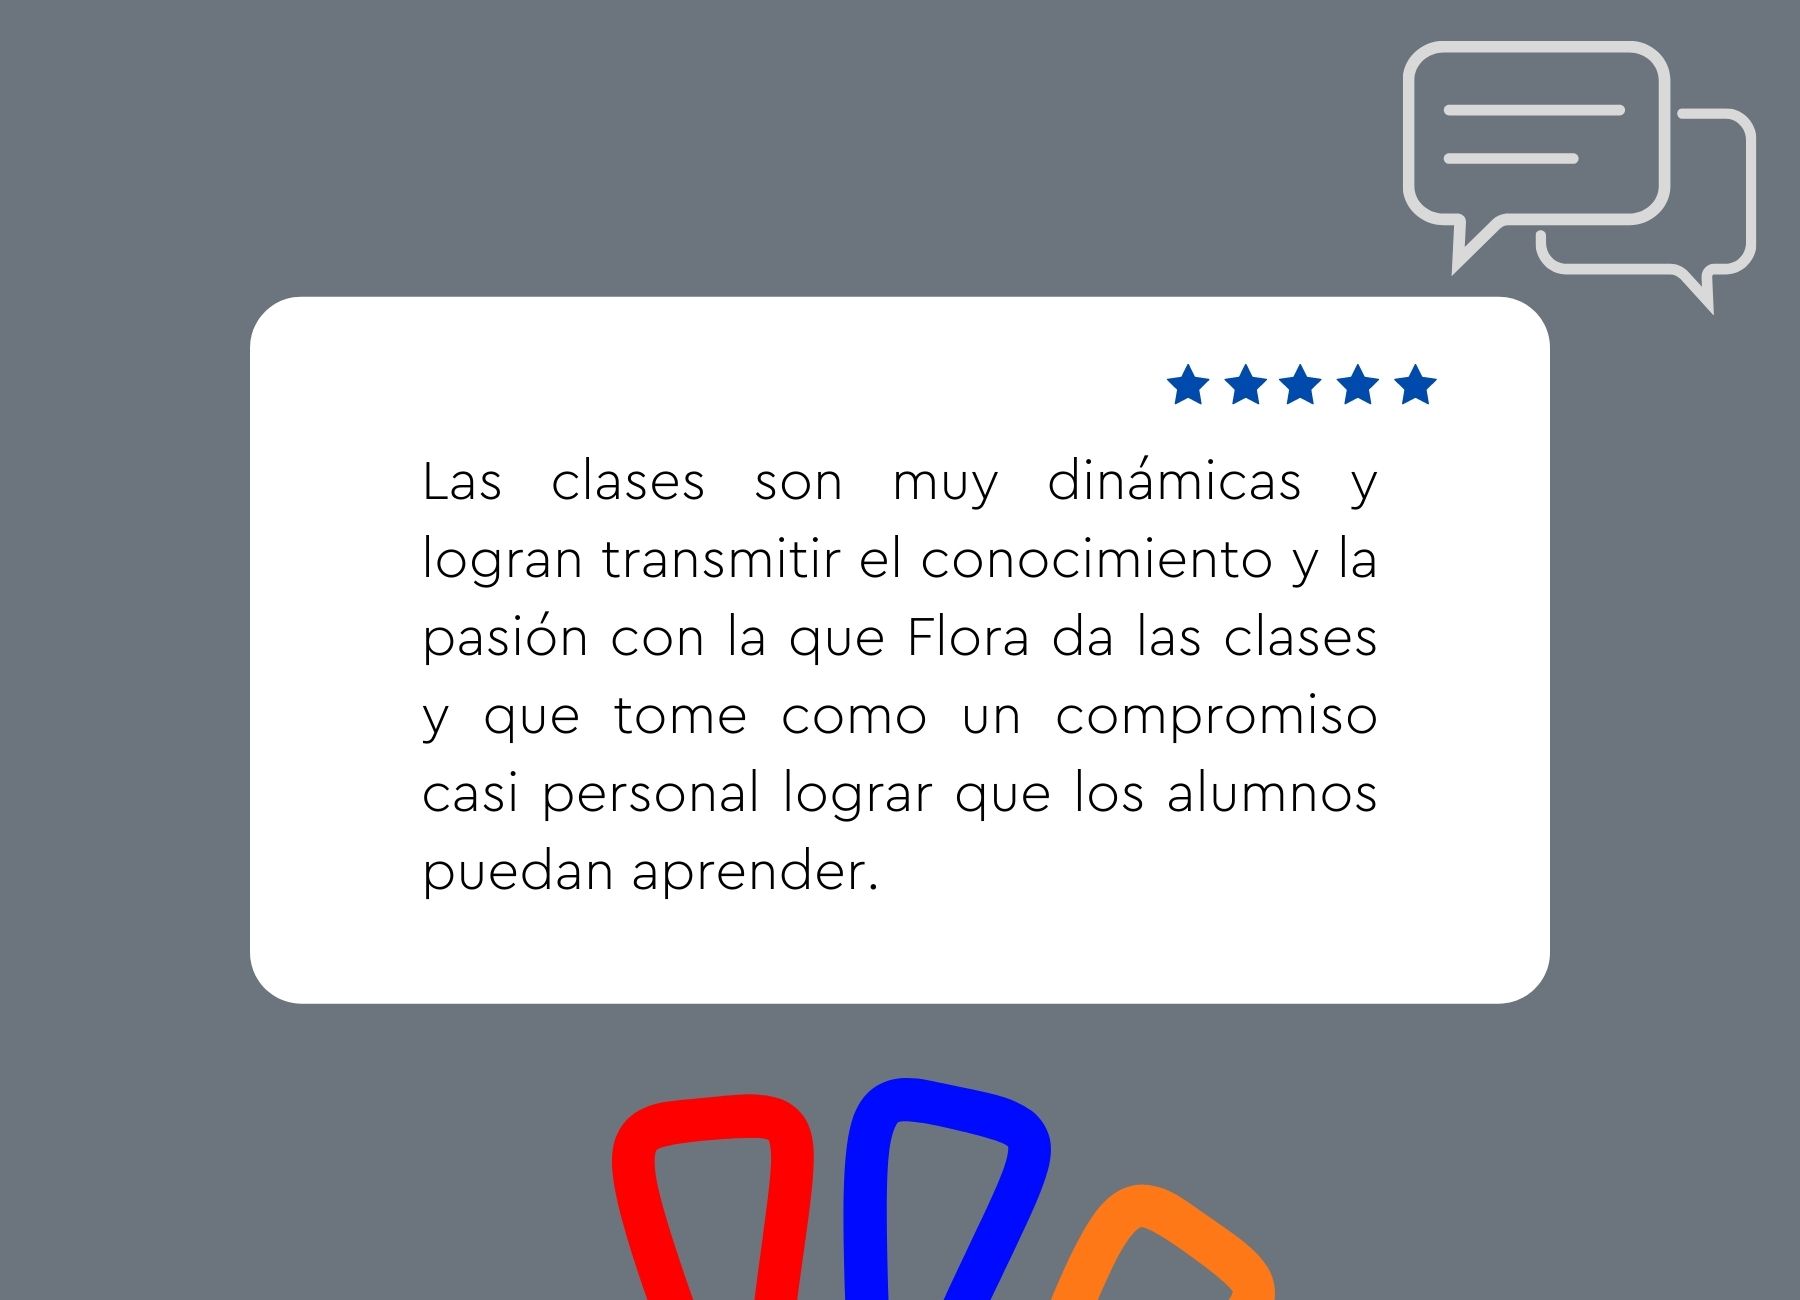 Las clases son muy dinámicas y
logran transmitir el conocimiento y la
pasión con la que Flora da las clases
y que tome como un compromiso
casi personal lograr que los alumnos
puedan aprender.